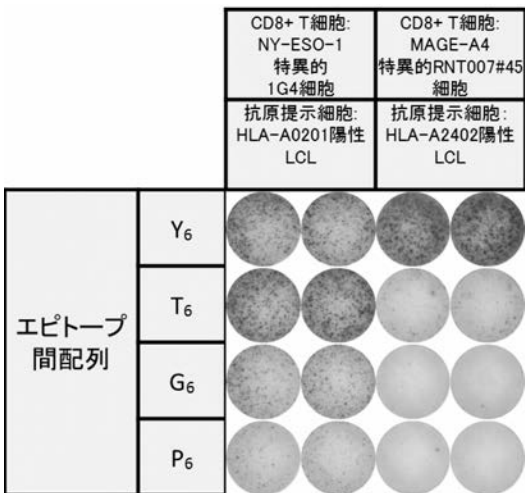 CD8+ T細胞:
NY-ESO-1
特異的
1G4細胞
CD8+ T細胞:
MAGE-A4
特異的RNT007#45
細胞
抗原提示細胞:
HLA-A0201陽性
LCL
抗原提示細胞:
HLA-A2402陽性
LCL
エピトープ
間配列
Y6
T6
G6
P6